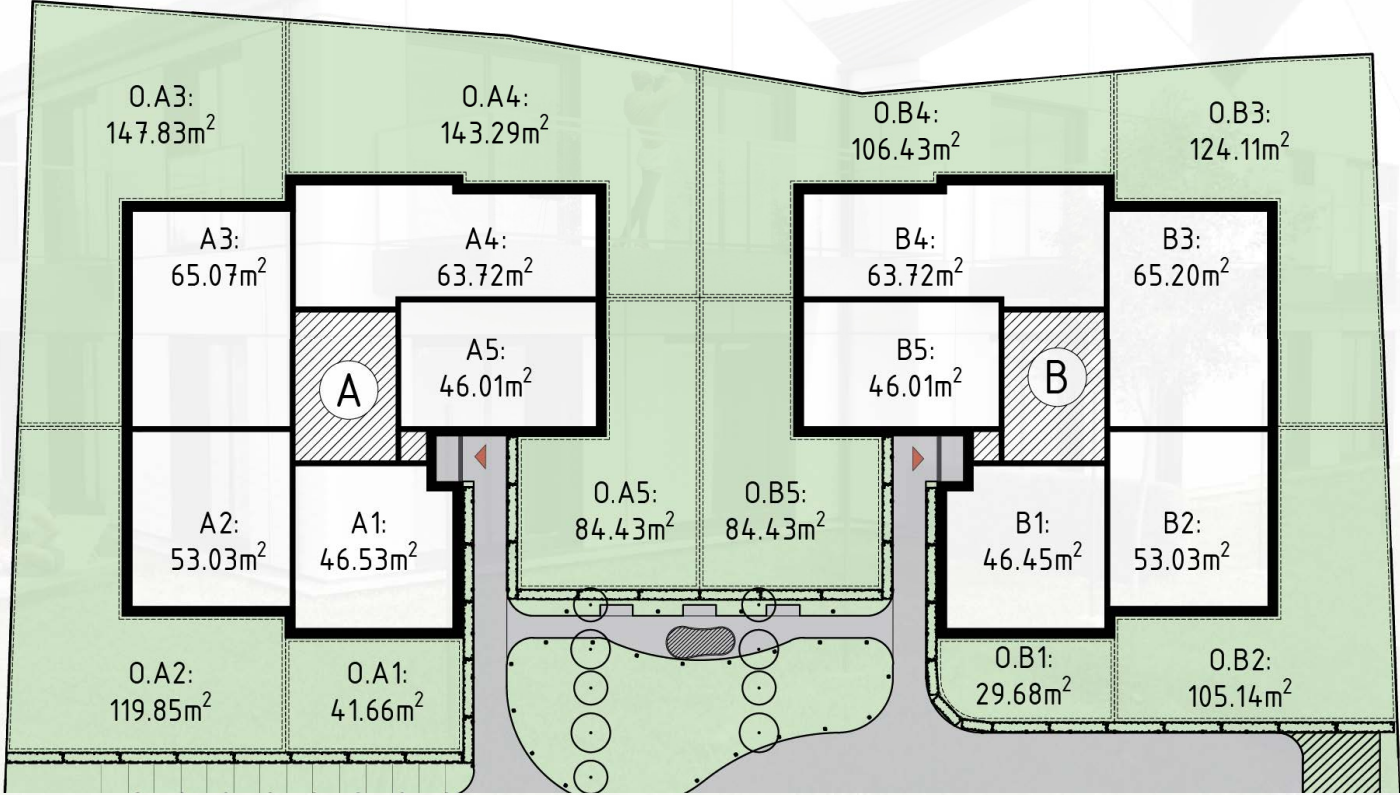 O.A3:
147.83m²
O.A4:
143.29m²
O.B4:
106.43m²
O.B3:
124.11m²
A3:
65.07m²
A4:
63.72m²
B4:
63.72m²
B3:
65.20m²
A5:
46.01m²
B5:
46.01m²
A
B
O.A5:
84.43m²
O.B5:
84.43m²
A2:
53.03m²
A1:
46.53m²
B1:
46.45m²
B2:
53.03m²
O.A2:
119.85m²
O.A1:
41.66m²
O.B1:
29.68m²
O.B2:
105.14m²